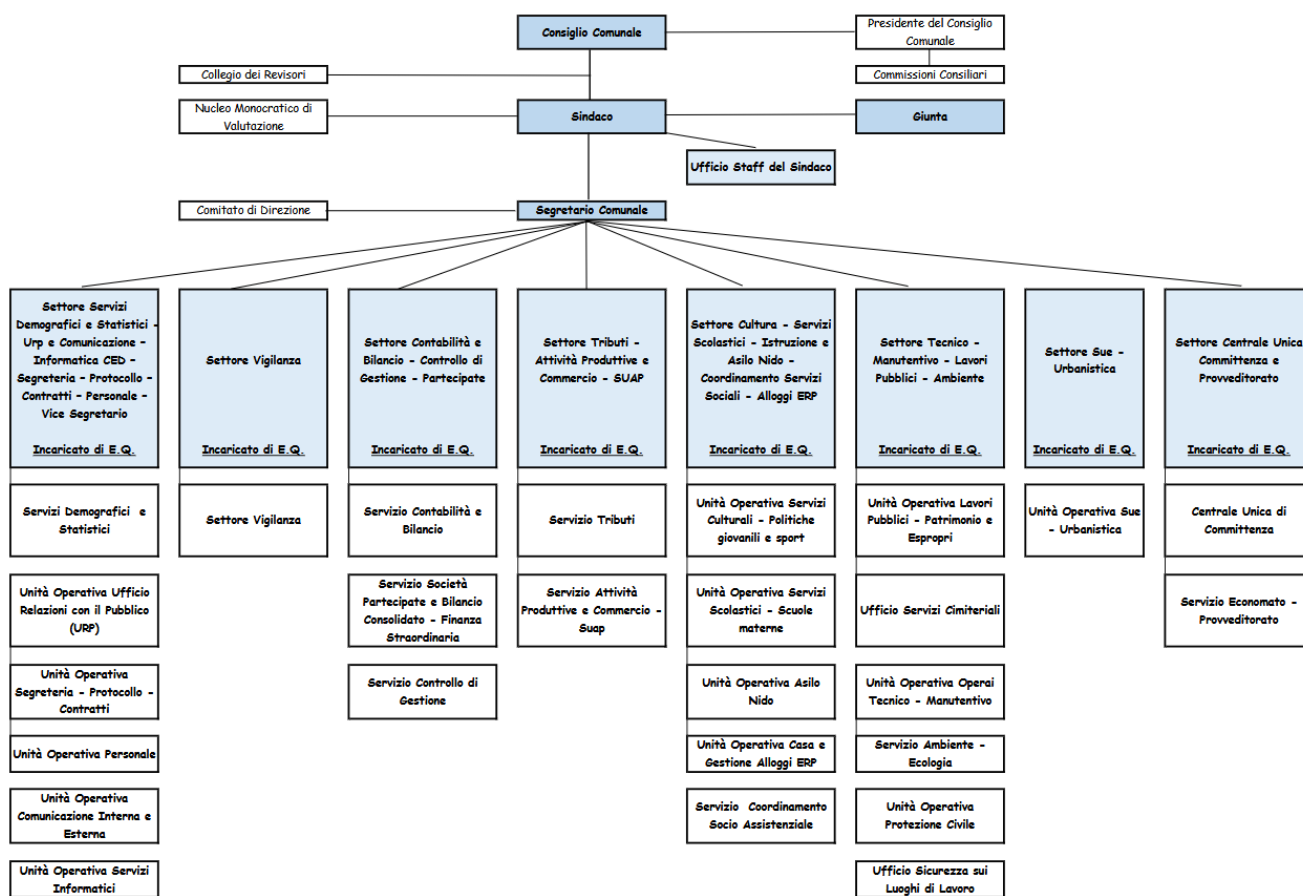 Consiglio Comunale
Presidente del Consiglio
Comunale
Collegio dei Revisori
Commissioni Consiliari
Nucleo Monocratico di
Valutazione
Sindaco
Giunta
Ufficio Staff del Sindaco
Comitato di Direzione
Segretario Comunale
Settore Servizi
Demografici e Statistici -
Urp e Comunicazione -
Informatica CED -
Segreteria - Protocollo -
Contratti - Personale -
Vice Segretario
Incaricato di E.Q.
Settore Vigilanza
Incaricato di E.Q.
Settore Contabilità e
Bilancio - Controllo di
Gestione - Partecipate
Incaricato di E.Q.
Settore Tributi -
Attività Produttive e
Commercio - SUAP
Incaricato di E.Q.
Settore Cultura - Servizi
Scolastici - Istruzione e
Asilo Nido -
Coordinamento Servizi
Sociali - Alloggi ERP
Incaricato di E.Q.
Settore Tecnico -
Manutentivo - Lavori
Pubblici - Ambiente
Incaricato di E.Q.
Settore Sue -
Urbanistica
Incaricato di E.Q.
Settore Centrale Unica
Committenza e
Provveditorato
Incaricato di E.Q.
Servizi Demografici e
Statistici
Settore Vigilanza
Servizio Contabilità e
Bilancio
Servizio Tributi
Unità Operativa Servizi
Culturali - Politiche
giovanili e sport
Unità Operativa Lavori
Pubblici - Patrimonio e
Espropri
Unità Operativa Sue
- Urbanistica
Centrale Unica di
Committenza
Unità Operativa Ufficio
Relazioni con il Pubblico
(URP)
Servizio Società
Partecipate e Bilancio
Consolidato - Finanza
Straordinaria
Servizio Attività
Produttive e Commercio -
Suap
Unità Operativa Servizi
Scolastici - Scuole
materne
Ufficio Servizi Cimiteriali
Servizio Economato -
Provveditorato
Unità Operativa
Segreteria - Protocollo -
Contratti
Servizio Controllo di
Gestione
Unità Operativa Asilo
Nido
Unità Operativa Operai
Tecnico - Manutentivo
Unità Operativa Personale
Unità Operativa Casa e
Gestione Alloggi ERP
Servizio Ambiente -
Ecologia
Unità Operativa
Comunicazione Interna e
Esterna
Servizio Coordinamento
Socio Assistenziale
Unità Operativa
Protezione Civile
Unità Operativa Servizi
Informatici
Ufficio Sicurezza sui
Luoghi di Lavoro